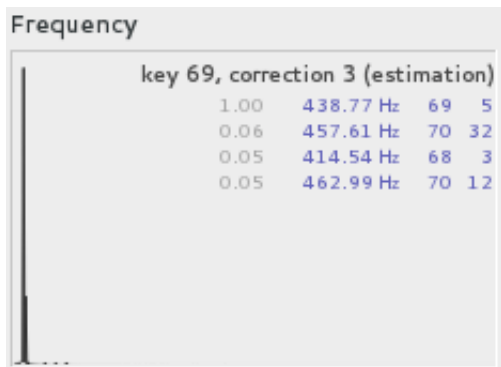 Frequency
key 69, correction 3 (estimation)
1.00 438.77 Hz 69 5
0.06 457.61 Hz 70 32
0.05 414.54 Hz 68 3
0.05 462.99 Hz 70 12